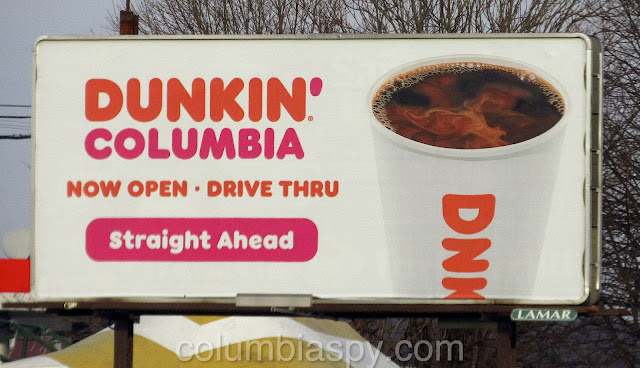 DUNKIN'
COLUMBIA
NOW OPEN · DRIVE THRU
Straight Ahead
DNK
LAMAR
columbiaspy.com